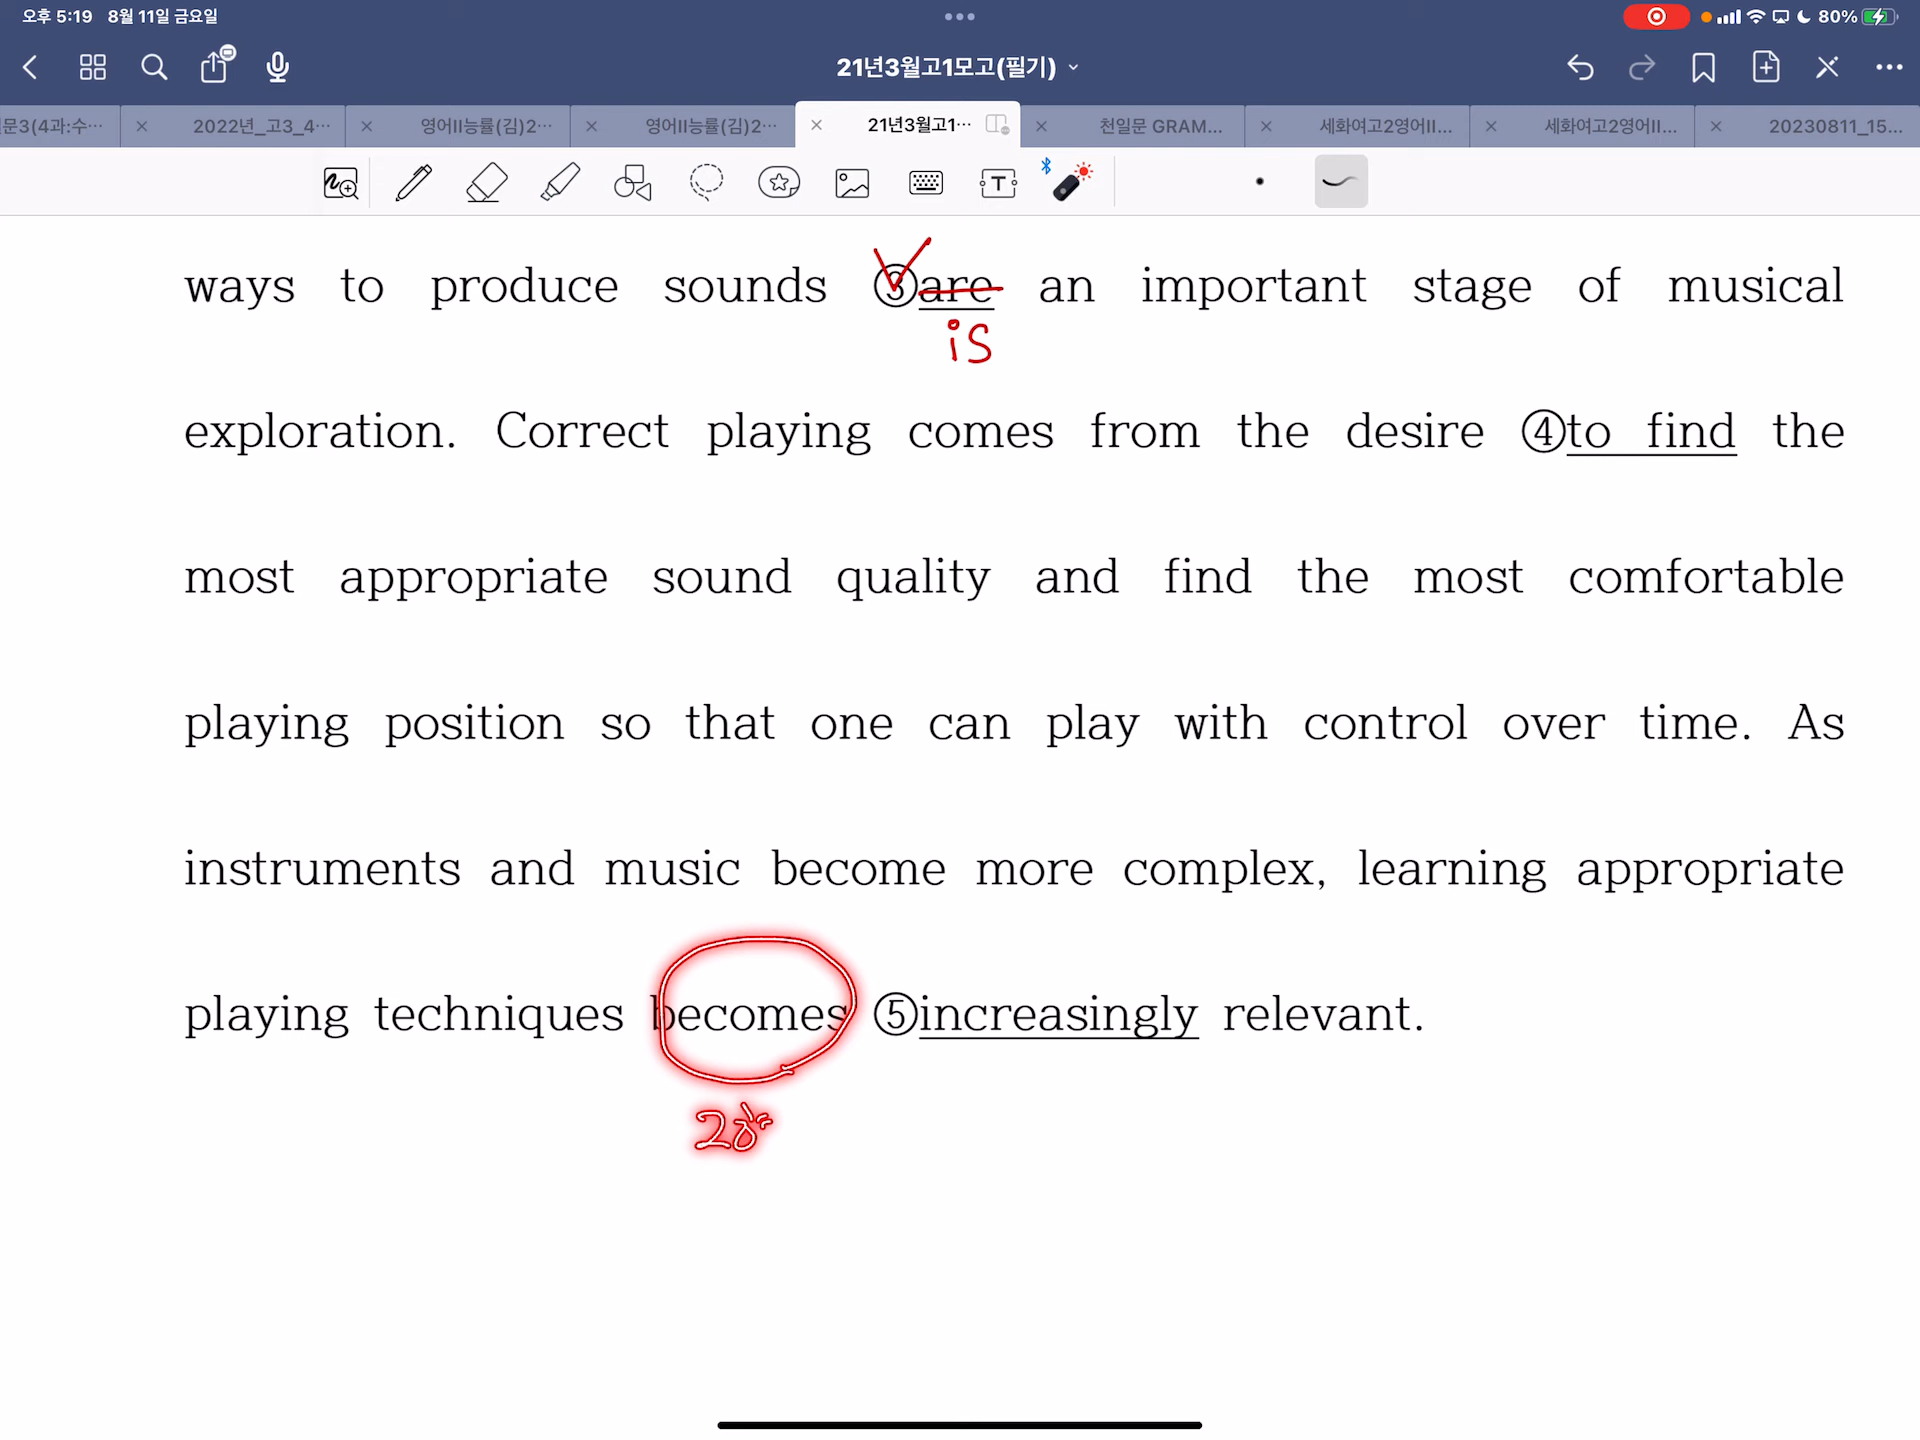 오후 5:19 8월 11일 금요일
80%
21년3월고1모고(필기)
문3(4과:수…
2022년_고3_4…
영어II능률(김)2…
영어II능률(김)2…
21년3월고1…
천일문 GRAM...
세화여고2영어II...
세화여고2영어II...
20230811_15...
ways to produce sounds ③are an important stage of musical
is
exploration. Correct playing comes from the desire ④to find the
most appropriate sound quality and find the most comfortable
playing position so that one can play with control over time. As
instruments and music become more complex, learning appropriate
playing techniques becomes ⑤increasingly relevant.